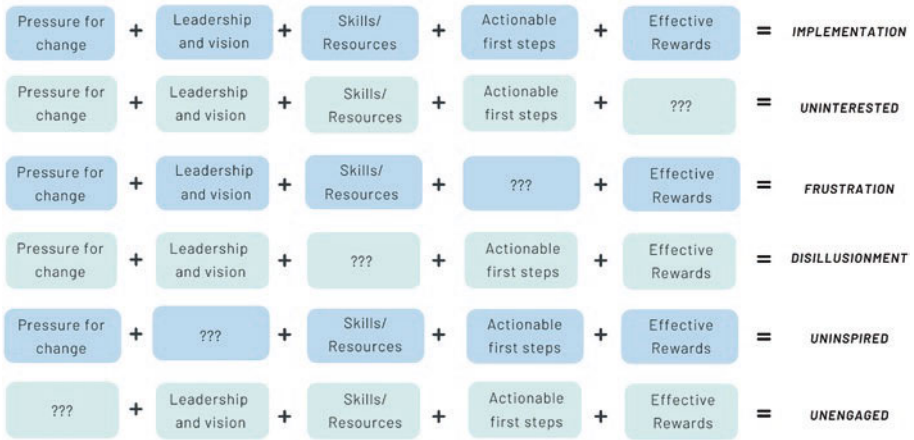 Pressure for change + Leadership and vision + Skills/ Resources + Actionable first steps + Effective Rewards = IMPLEMENTATION
Pressure for change + Leadership and vision + Skills/ Resources + Actionable first steps + ??? = UNINTERESTED
Pressure for change + Leadership and vision + Skills/ Resources + ??? + Effective Rewards = FRUSTRATION
Pressure for change + Leadership and vision + ??? + Actionable first steps + Effective Rewards = DISILLUSIONMENT
Pressure for change + ??? + Skills/ Resources + Actionable first steps + Effective Rewards = UNINSPIRED
??? + Leadership and vision + Skills/ Resources + Actionable first steps + Effective Rewards = UNENGAGED